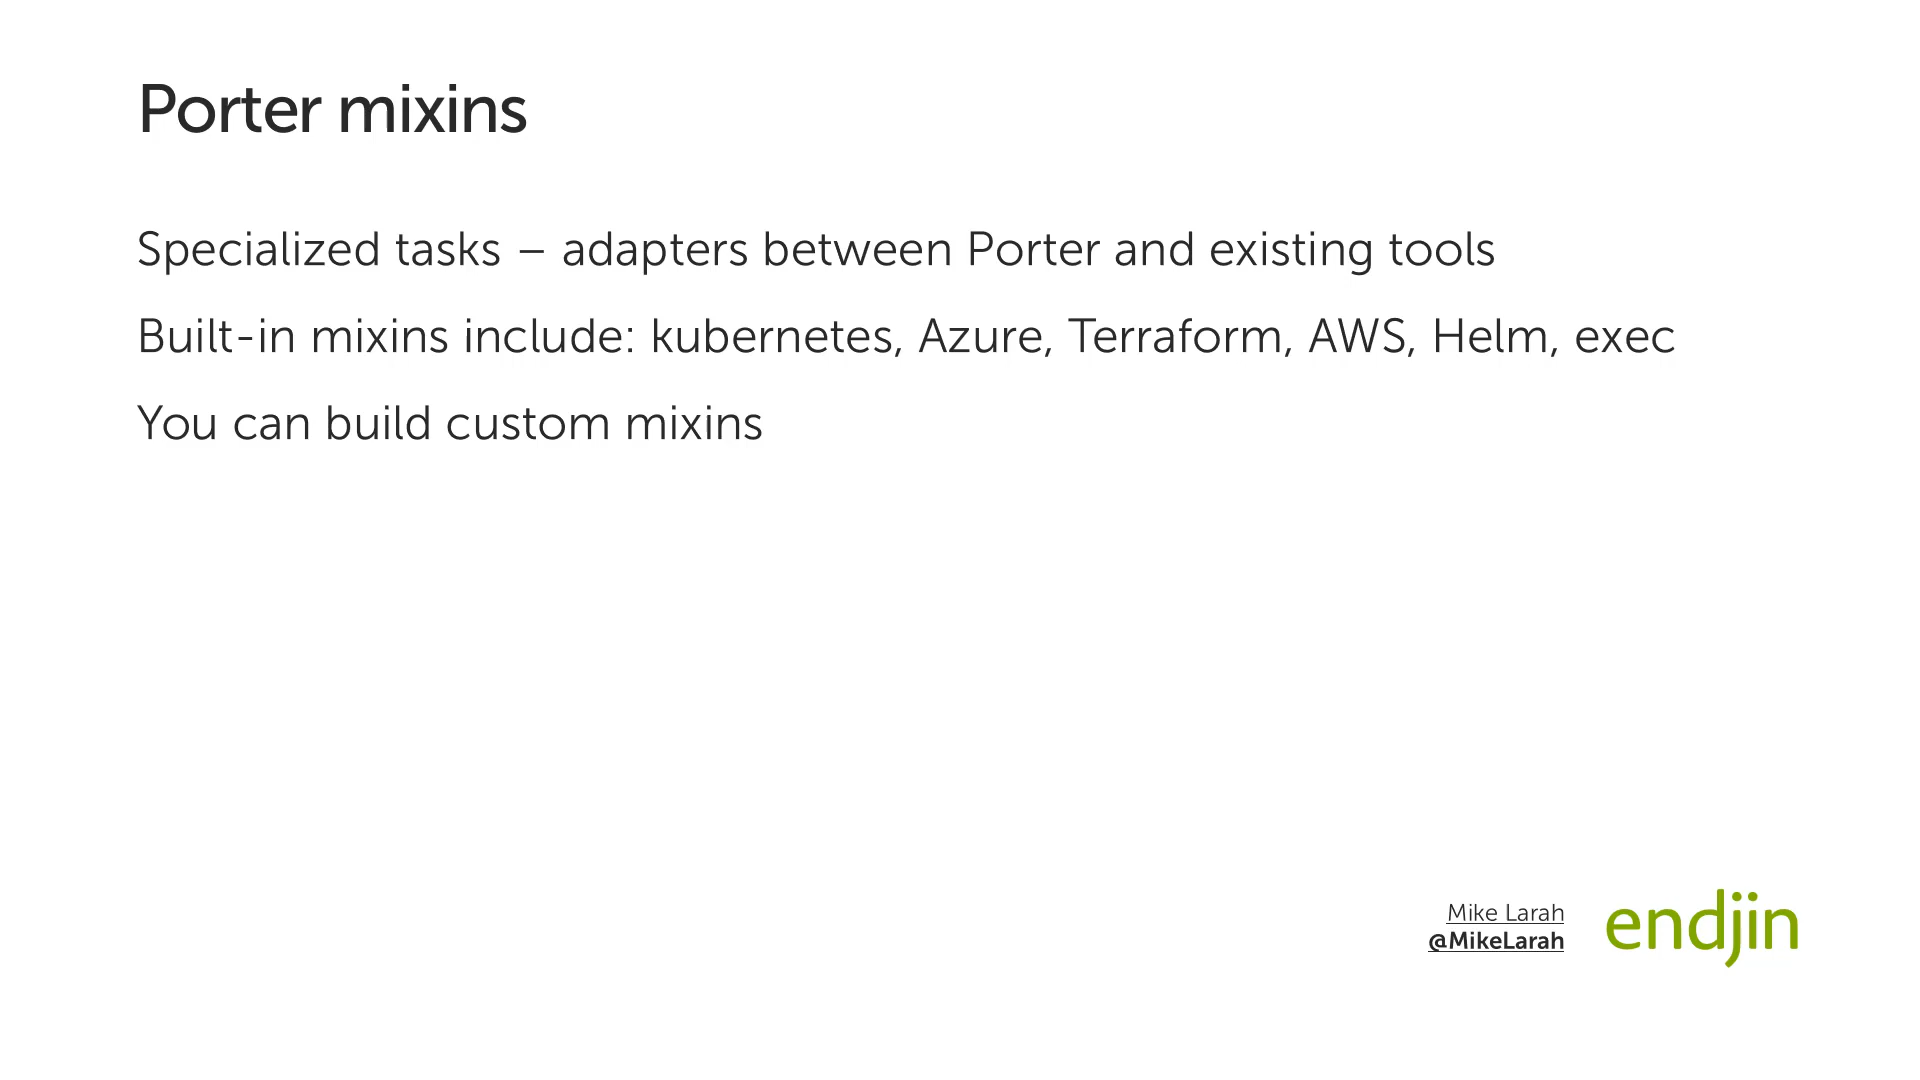 Porter mixins
Specialized tasks – adapters between Porter and existing tools
Built-in mixins include: kubernetes, Azure, Terraform, AWS, Helm, exec
You can build custom mixins
Mike Larah
@MikeLarah
endjin